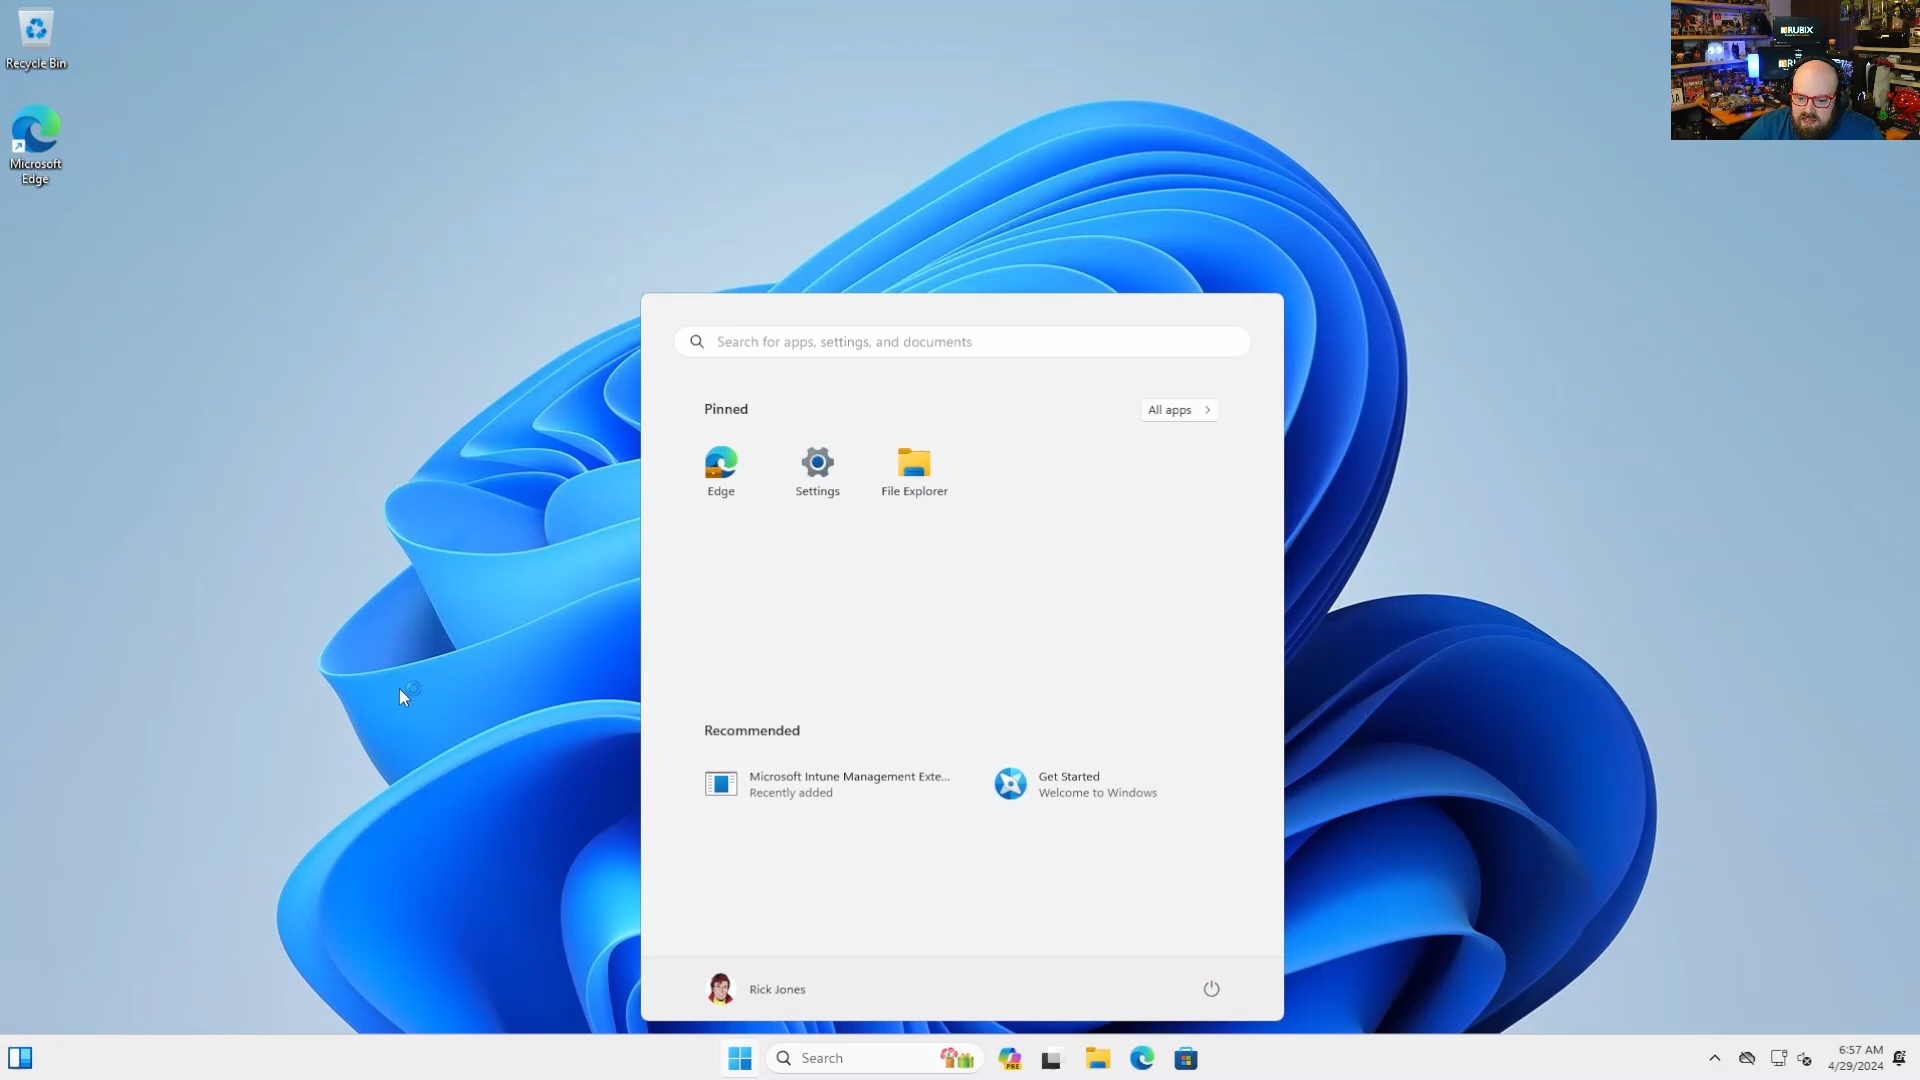 Recycle Bin
Microsoft
Edge
RUBIX
Search for apps, settings, and documents
Pinned
All apps
Edge
Settings
File Explorer
Recommended
Microsoft Intune Management Exte...
Recently added
Get Started
Welcome to Windows
Rick Jones
Search
PRE
6:57 AM
4/29/2024